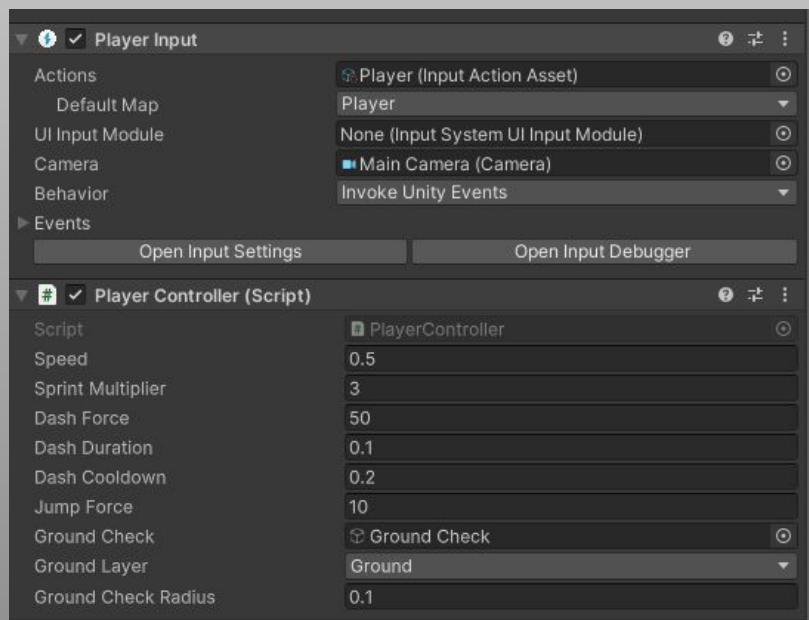 Player Input
Actions Player (Input Action Asset)
Default Map Player
UI Input Module None (Input System UI Input Module)
Camera Main Camera (Camera)
Behavior Invoke Unity Events
Events
Open Input Settings Open Input Debugger
# Player Controller (Script)
Script # PlayerController
Speed 0.5
Sprint Multiplier 3
Dash Force 50
Dash Duration 0.1
Dash Cooldown 0.2
Jump Force 10
Ground Check Ground Check
Ground Layer Ground
Ground Check Radius 0.1